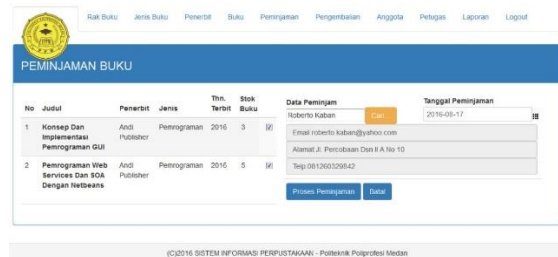 Rak Buku Jenis Buku Penerbit Buku Peminjaman Pengembalian Anggota Petugas Laporan Logout
PEMINJAMAN BUKU
No Judul Penerbit Jenis Thn. Terbit Stok Buku
1 Konsep Dan Implementasi Pemrograman GUI Andi Publisher Pemrograman 2016 3
2 Pemrograman Web Services Dan SOA Dengan Netbeans Andi Publisher Pemrograman 2016 5
Data Peminjam
Roberto Kaban Cari
Email roberto kaban@yahoo com
Alamat Jl. Percobaan Dsn II A No 10
Telp 081260329842
Proses Peminjaman Batal
Tanggal Peminjaman
2016-08-17
(C)2016 SISTEM INFORMASI PERPUSTAKAAN - Politeknik Poliprofesi Medan